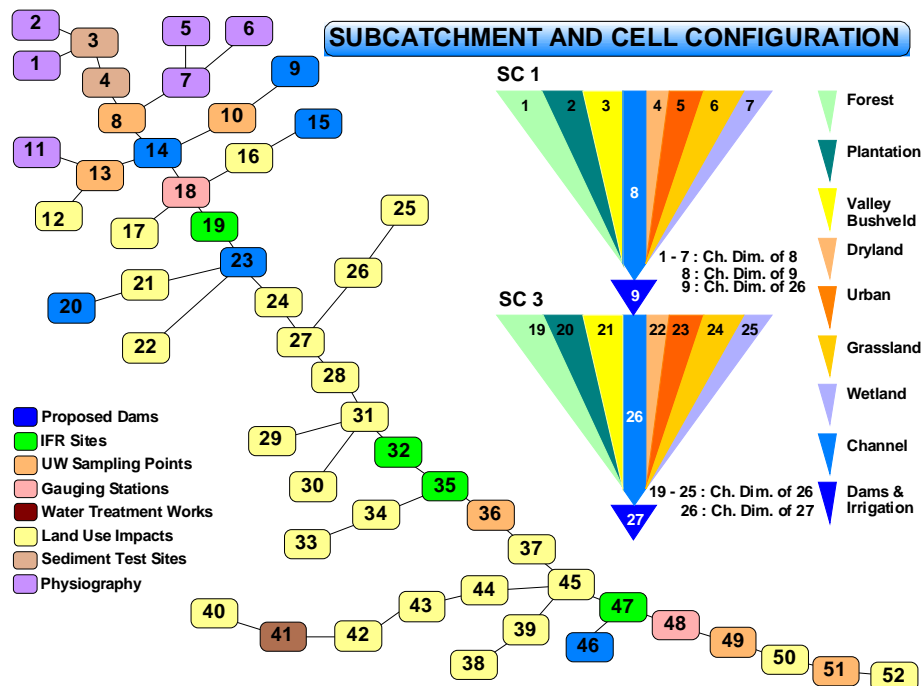 SUBCATCHMENT AND CELL CONFIGURATION
2
5
6
3
1
4
7
9
8
10
15
14
11
16
13
18
12
17
19
25
23
26
21
20
24
22
27
28
31
29
32
30
35
34
36
33
37
45
44
43
40
47
42
41
48
39
46
49
38
50
51
52
SC 1
1 2 3 4 5 6 7
8
1 - 7 : Ch. Dim. of 8
8 : Ch. Dim. of 9
9 : Ch. Dim. of 26
9
SC 3
19 20 21 22 23 24 25
26
19 - 25 : Ch. Dim. of 26
26 : Ch. Dim. of 27
27
Forest
Plantation
Valley
Bushveld
Dryland
Urban
Grassland
Wetland
Channel
Dams &
Irrigation
Proposed Dams
IFR Sites
UW Sampling Points
Gauging Stations
Water Treatment Works
Land Use Impacts
Sediment Test Sites
Physiography